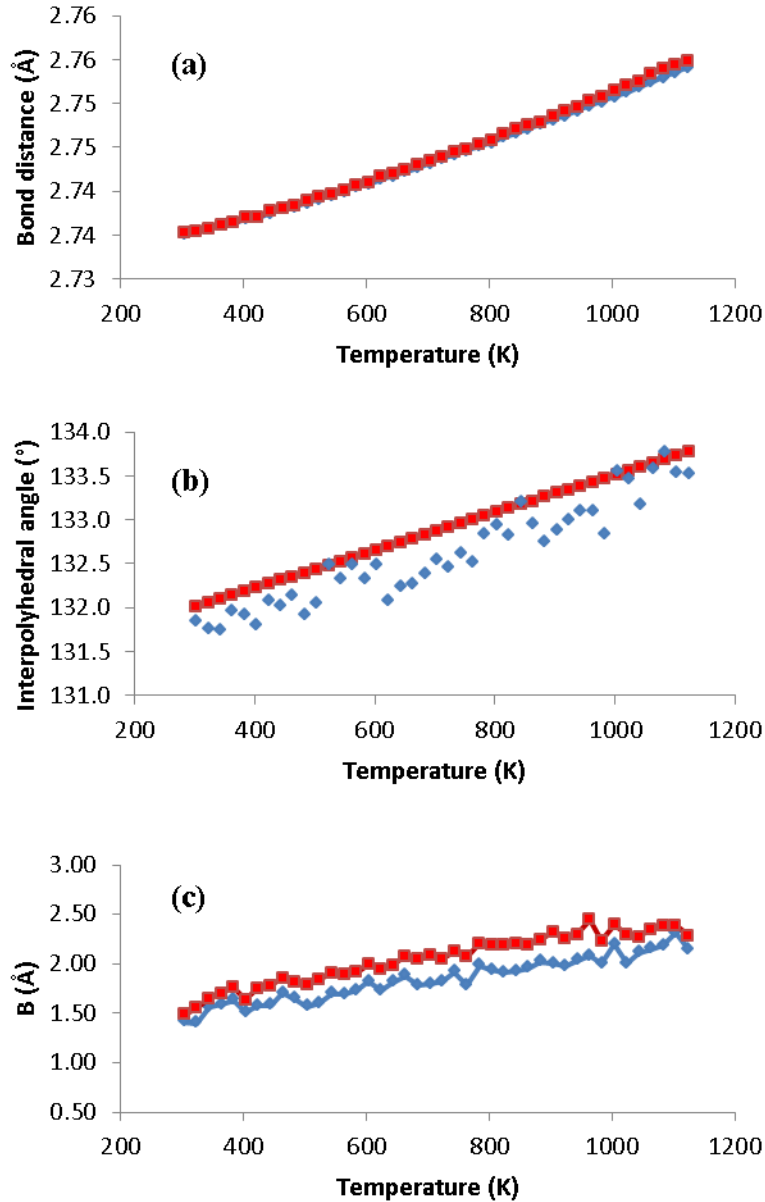 (a)
Bond distance (Å)
2.76
2.76
2.75
2.75
2.74
2.74
2.73
200 400 600 800 1000 1200
Temperature (K)
(b)
Interpolyhedral angle (°)
134.0
133.5
133.0
132.5
132.0
131.5
131.0
200 400 600 800 1000 1200
Temperature (K)
(c)
B (Å)
3.00
2.50
2.00
1.50
1.00
0.50
200 400 600 800 1000 1200
Temperature (K)